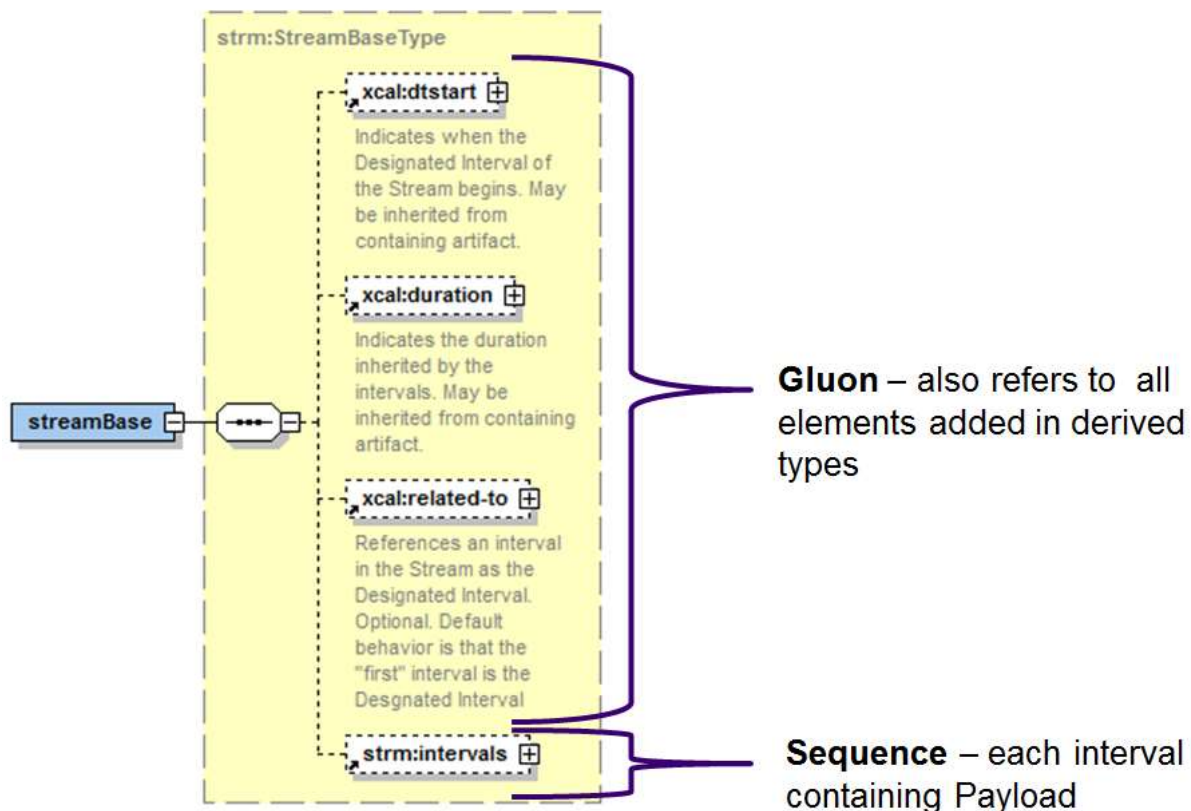 strm:StreamBaseType
xcal:dtstart
Indicates when the
Designated Interval of
the Stream begins. May
be inherited from
containing artifact.
xcal:duration
Indicates the duration
inherited by the
intervals. May be
inherited from containing
artifact.
streamBase
xcal:related-to
References an interval
in the Stream as the
Designated Interval.
Optional. Default
behavior is that the
"first" interval is the
Desgnated Interval
strm:intervals
Gluon – also refers to all
elements added in derived
types
Sequence – each interval
containing Payload